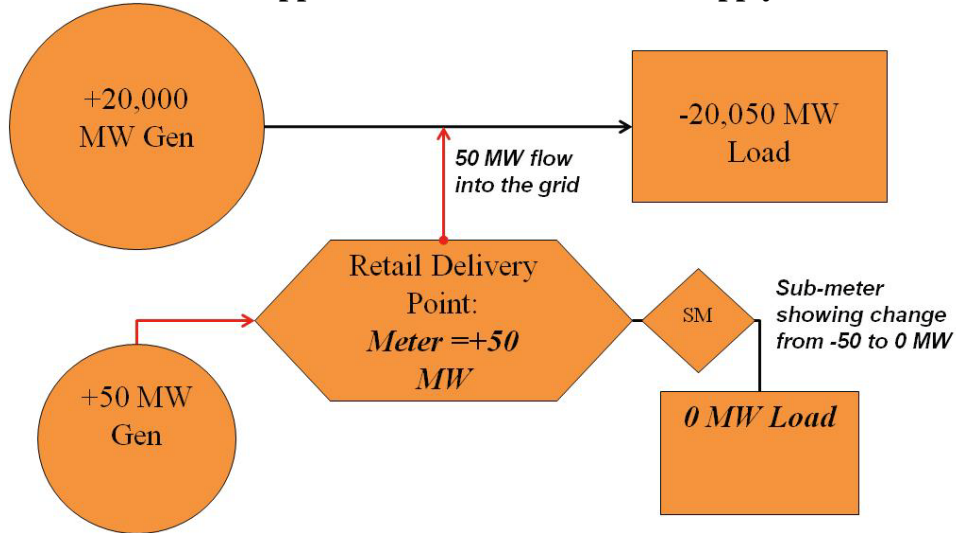 +20,000
MW Gen
-20,050 MW
Load
50 MW flow
into the grid
Retail Delivery
Point:
Meter =+50
MW
SM
Sub-meter
showing change
from -50 to 0 MW
+50 MW
Gen
0 MW Load